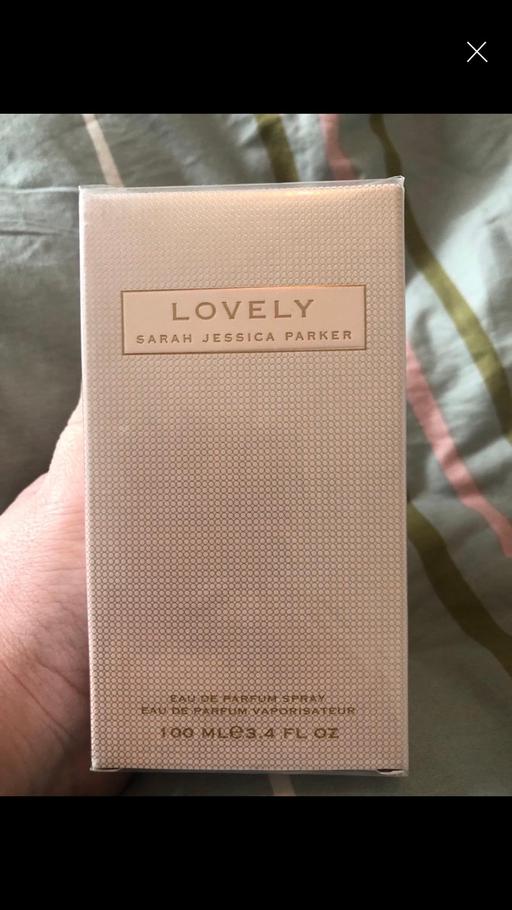 LOVELY
SARAH JESSICA PARKER
EAU DE PARFUM SPRAY
EAU DE PARFUM VAPORISATEUR
100 ML℮3.4 FL OZ